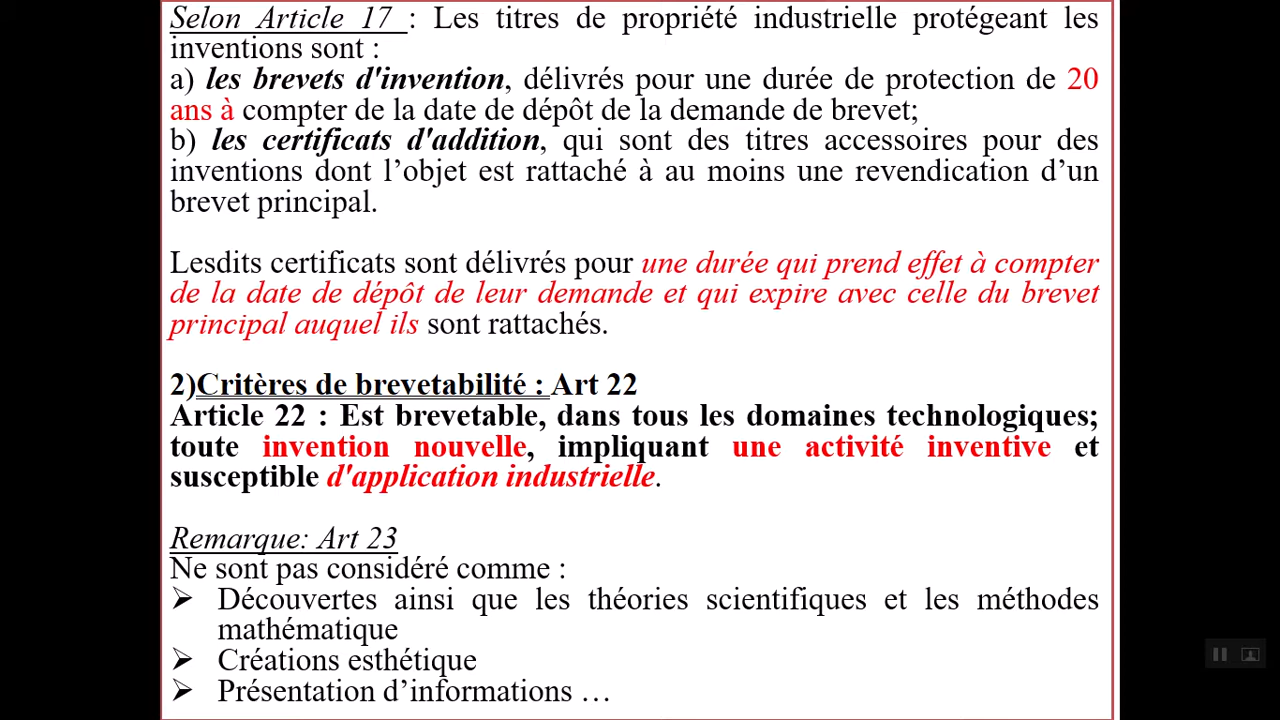 Selon Article 17 : Les titres de propriété industrielle protégeant les
inventions sont :
a) les brevets d'invention, délivrés pour une durée de protection de 20
ans à compter de la date de dépôt de la demande de brevet;
b) les certificats d'addition, qui sont des titres accessoires pour des
inventions dont l’objet est rattaché à au moins une revendication d’un
brevet principal.
Lesdits certificats sont délivrés pour une durée qui prend effet à compter
de la date de dépôt de leur demande et qui expire avec celle du brevet
principal auquel ils sont rattachés.
2)Critères de brevetabilité : Art 22
Article 22 : Est brevetable, dans tous les domaines technologiques;
toute invention nouvelle, impliquant une activité inventive et
susceptible d'application industrielle.
Remarque: Art 23
Ne sont pas considéré comme :
➢ Découvertes ainsi que les théories scientifiques et les méthodes
mathématique
➢ Créations esthétique
➢ Présentation d’informations …